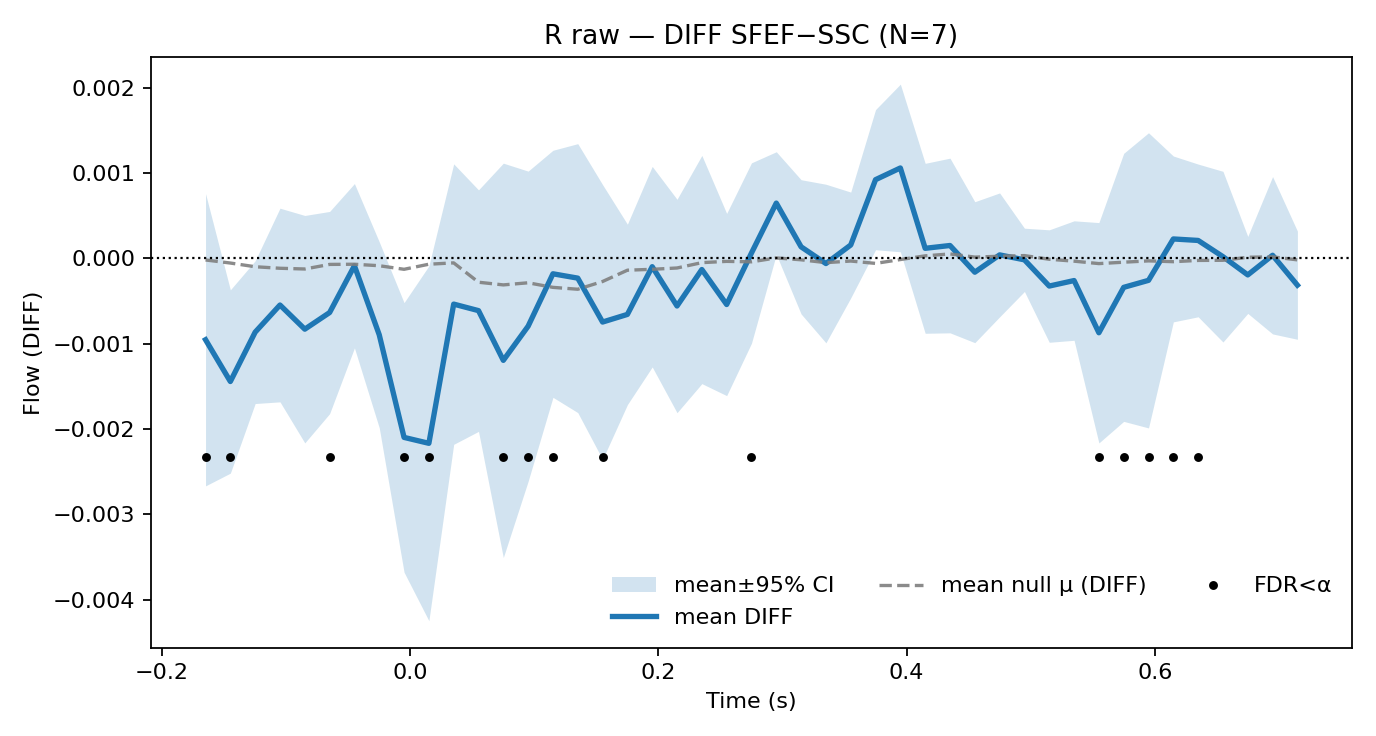 R raw — DIFF SFEF−SSC (N=7)
Flow (DIFF)
0.002
0.001
0.000
−0.001
−0.002
−0.003
−0.004
mean±95% CI
mean DIFF
mean null μ (DIFF)
FDR<α
−0.2
0.0
0.2
0.4
0.6
Time (s)